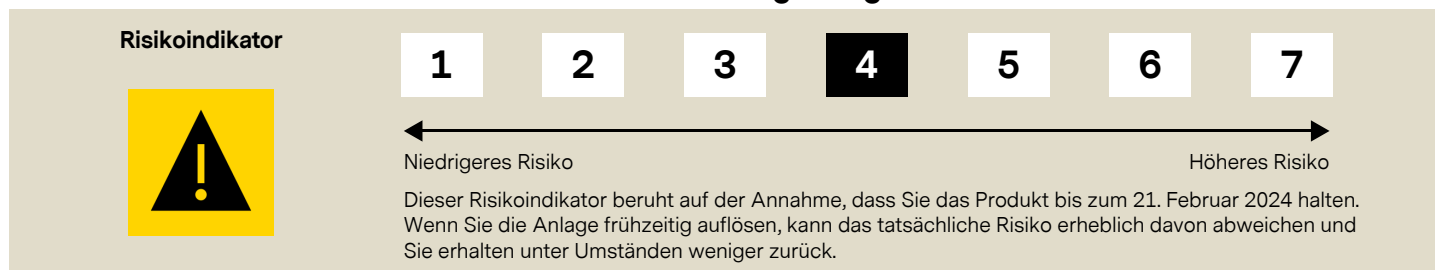 Risikoindikator
1 2 3 4 5 6 7
Niedrigeres Risiko Höheres Risiko
Dieser Risikoindikator beruht auf der Annahme, dass Sie das Produkt bis zum 21. Februar 2024 halten.
Wenn Sie die Anlage frühzeitig auflösen, kann das tatsächliche Risiko erheblich davon abweichen und
Sie erhalten unter Umständen weniger zurück.